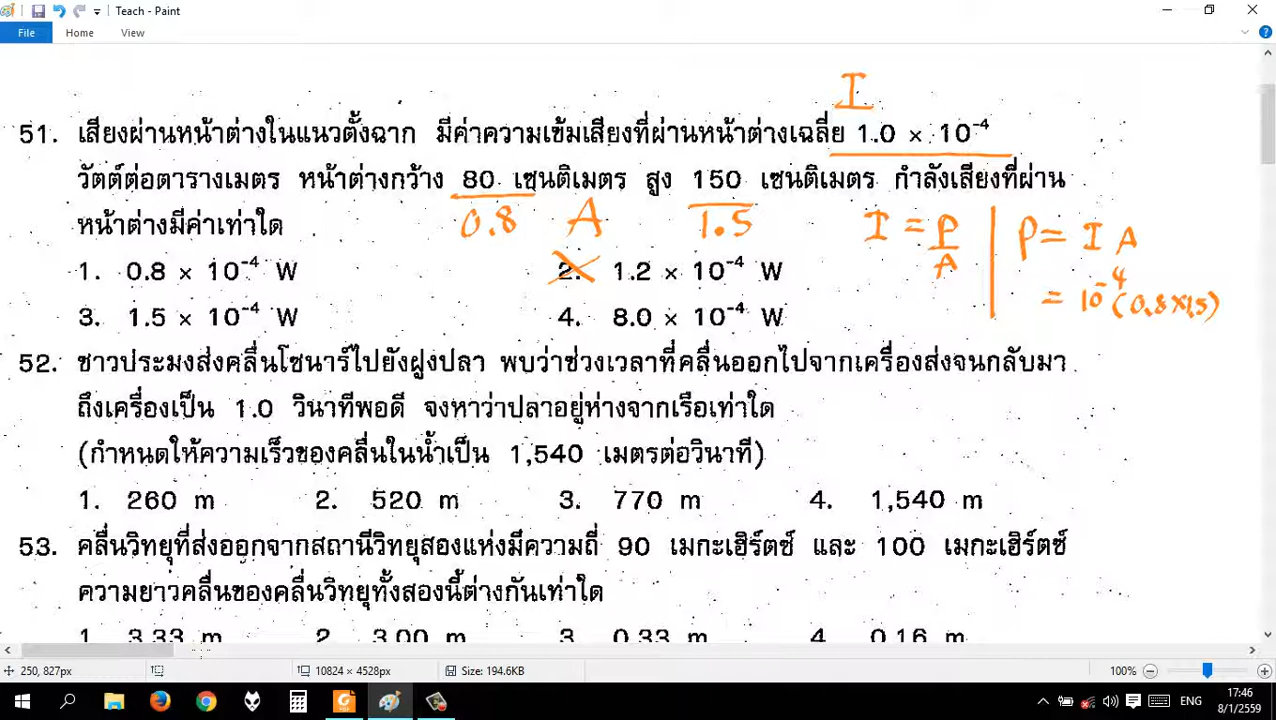 Teach - Paint
File Home View
I
51. เสียงผ่านหน้าต่างในแนวตั้งฉาก มีค่าความเข้มเสียงที่ผ่านหน้าต่างเฉลี่ย 1.0 × 10⁻⁴
วัตต์ต่อตารางเมตร หน้าต่างกว้าง 80 เซนติเมตร สูง 150 เซนติเมตร กำลังเสียงที่ผ่าน
0.8 A 1.5
หน้าต่างมีค่าเท่าใด
I = P/A | P = I A
= 10⁻⁴(0.8×1.5)
1. 0.8 × 10⁻⁴ W 2. 1.2 × 10⁻⁴ W
3. 1.5 × 10⁻⁴ W 4. 8.0 × 10⁻⁴ W
52. ชาวประมงส่งคลื่นโซนาร์ไปยังฝูงปลา พบว่าช่วงเวลาที่คลื่นออกไปจากเครื่องส่งจนกลับมา
ถึงเครื่องเป็น 1.0 วินาทีพอดี จงหาว่าปลาอยู่ห่างจากเรือเท่าใด
(กำหนดให้ความเร็วของคลื่นในน้ำเป็น 1,540 เมตรต่อวินาที)
1. 260 m 2. 520 m 3. 770 m 4. 1,540 m
53. คลื่นวิทยุที่ส่งออกจากสถานีวิทยุสองแห่งมีความถี่ 90 เมกะเฮิร์ตซ์ และ 100 เมกะเฮิร์ตซ์
ความยาวคลื่นของคลื่นวิทยุทั้งสองนี้ต่างกันเท่าใด
1. 3.33 m 2. 3.00 m 3. 0.33 m 4. 0.16 m
250, 827px 10824 × 4528px Size: 194.6KB 100%
ENG 17:46
8/1/2559